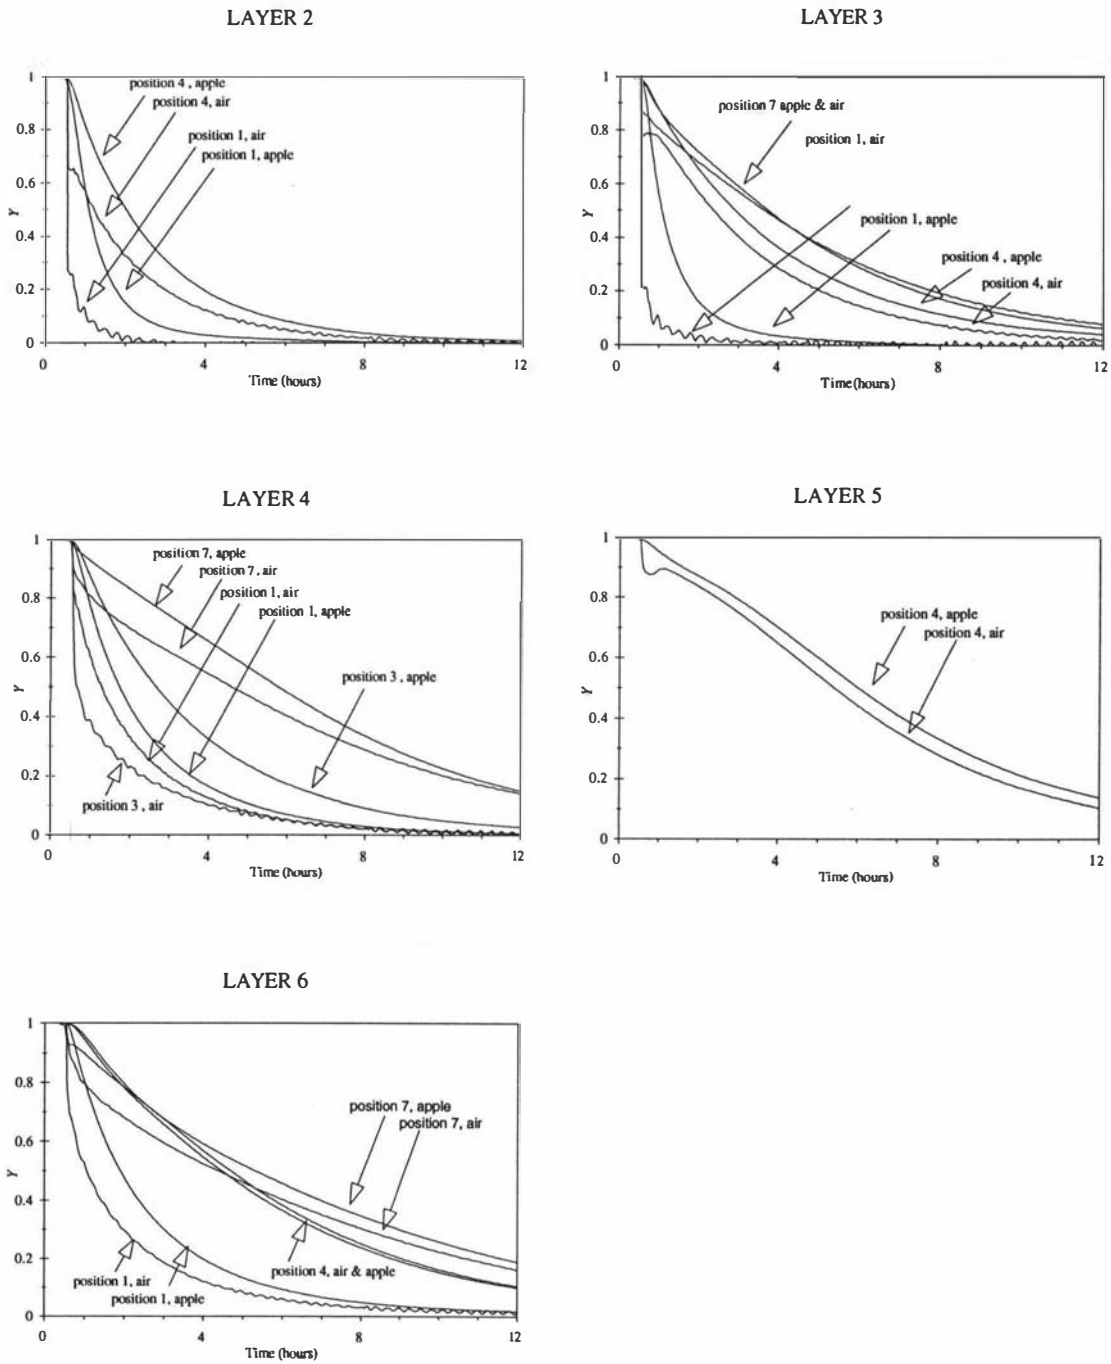 LAYER 2
1
0.8
0.6
0.4
0.2
0
Y
position 4 , apple
position 4, air
position 1, air
position 1, apple
0
4
8
12
Time (hours)
LAYER 3
1
0.8
0.6
0.4
0.2
0
Y
position 7 apple & air
position 1, air
position 1, apple
position 4 , apple
position 4, air
0
4
8
12
Time (hours)
LAYER 4
1
0.8
0.6
0.4
0.2
0
Y
position 7, apple
position 7, air
position 1, air
position 1, apple
position 3 , apple
position 3 , air
0
4
8
12
Time (hours)
LAYER 5
1
0.8
0.6
0.4
0.2
0
Y
position 4, apple
position 4, air
0
4
8
12
Time (hours)
LAYER 6
1
0.8
0.6
0.4
0.2
0
Y
position 7, apple
position 7, air
position 4, air & apple
position 1, air
position 1, apple
0
4
8
12
Time (hours)